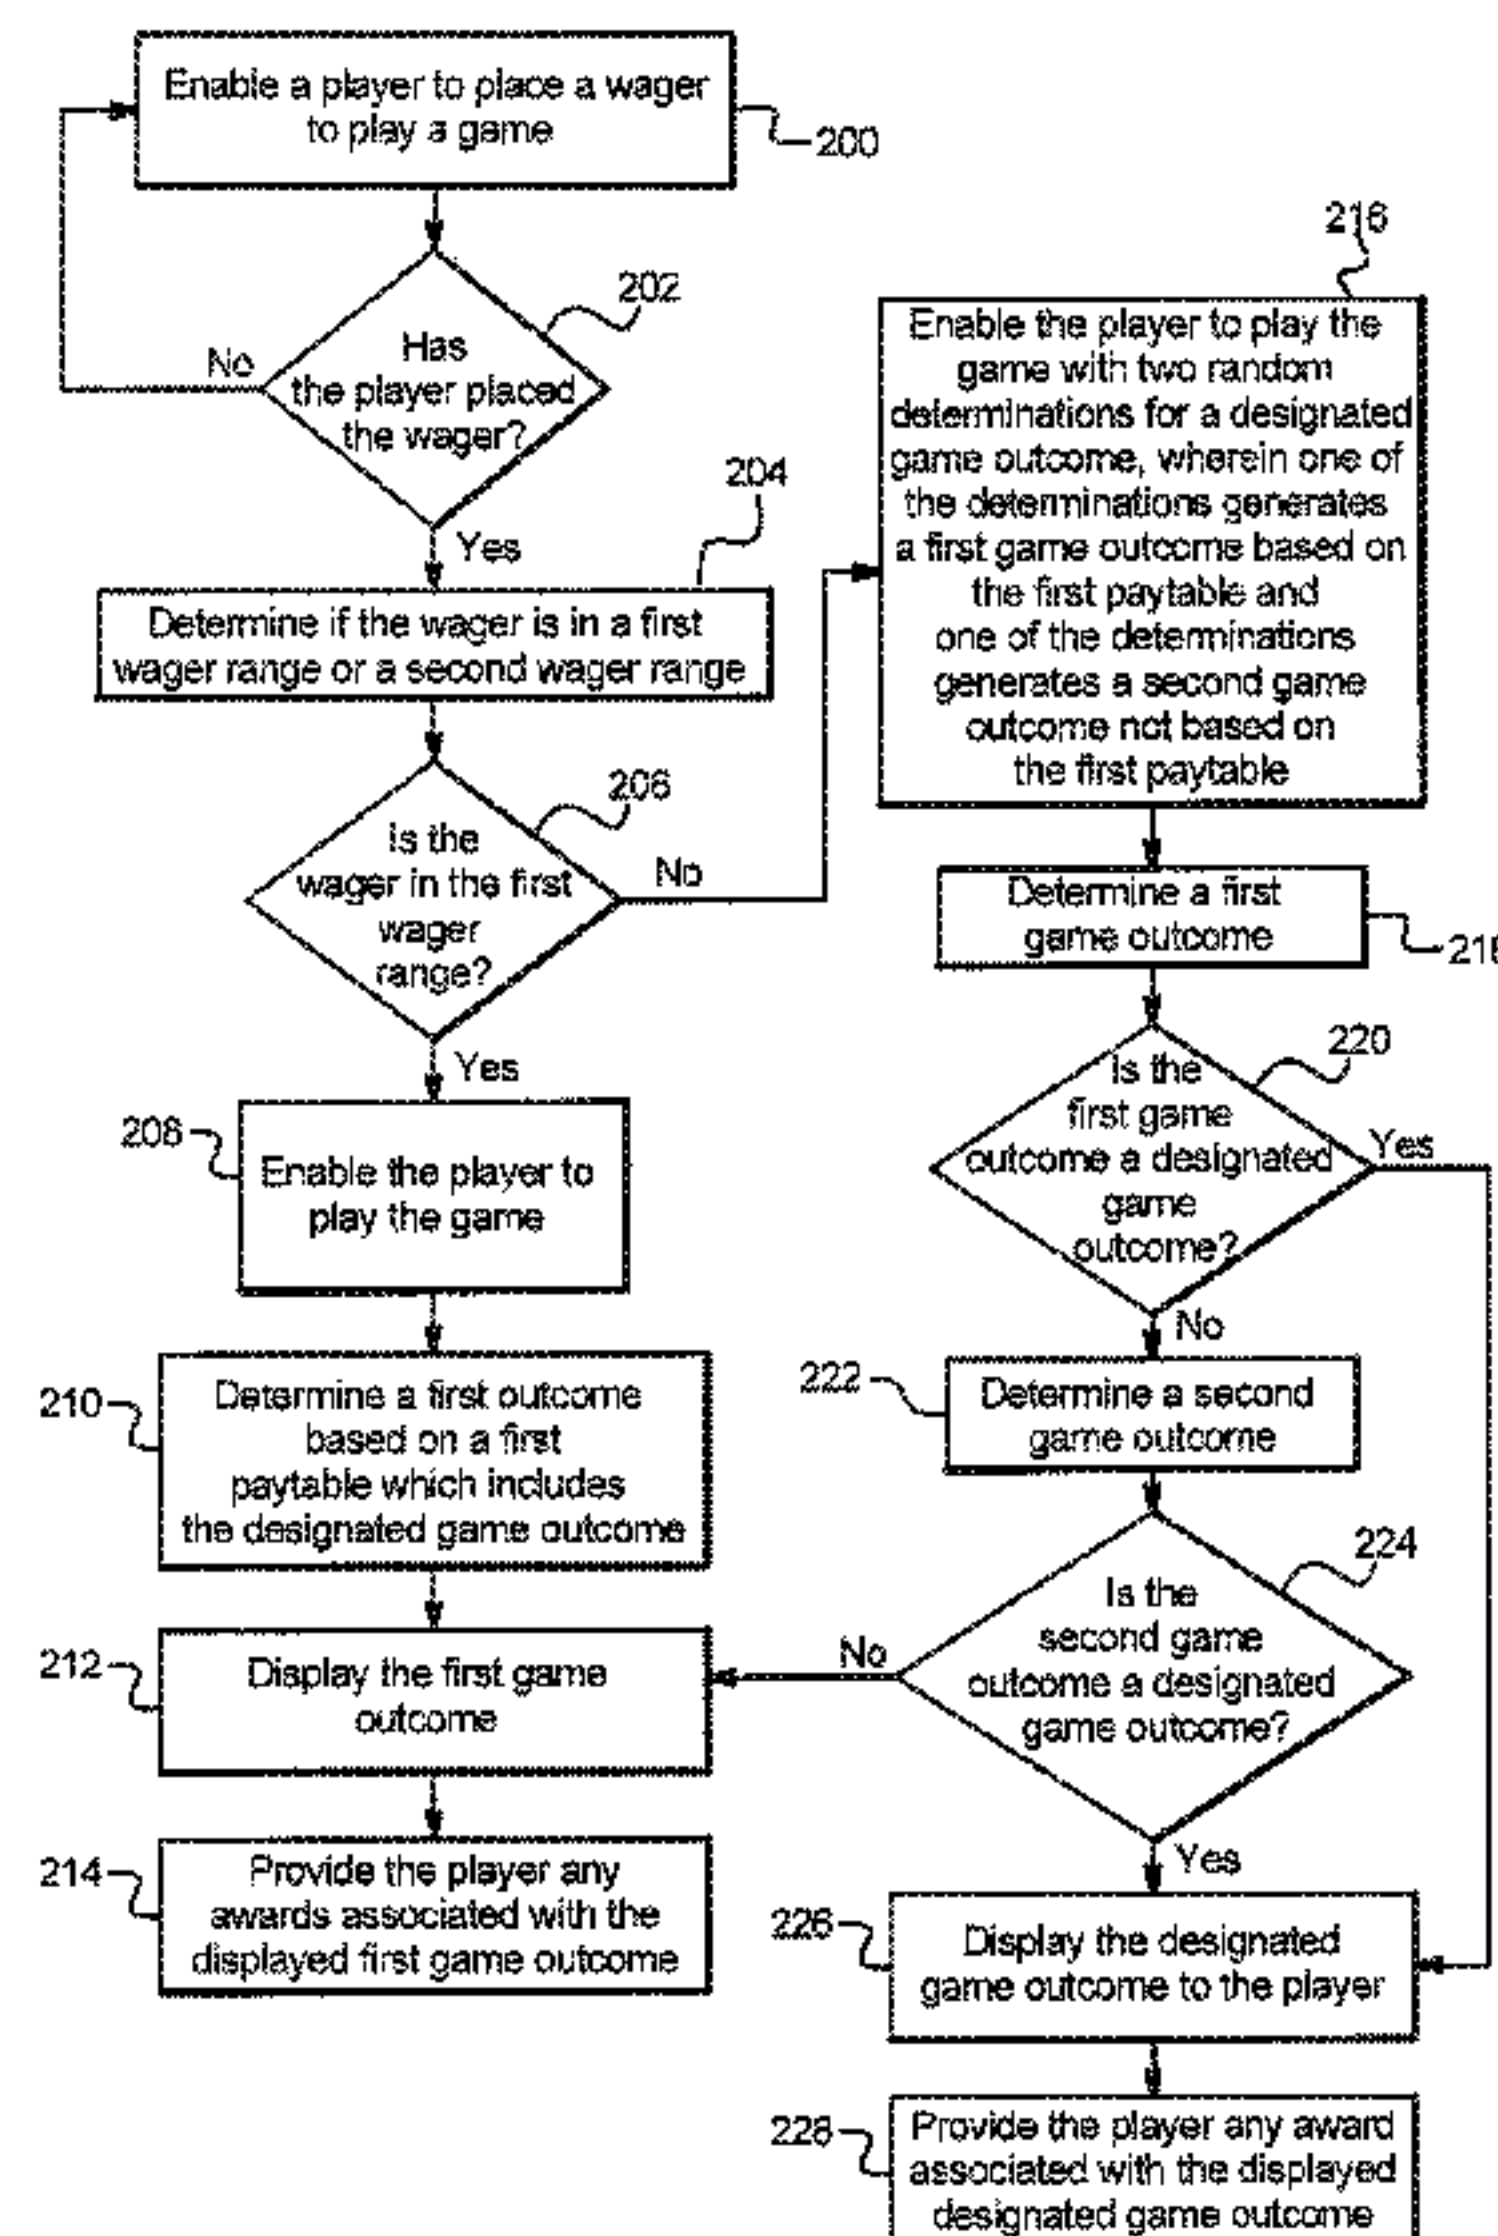 Enable a player to place a wager
to play a game
200
202
Has
the player placed
the wager?
No
Yes
204
Determine if the wager is in a first
wager range or a second wager range
206
Is the
wager in the first
wager
range?
No
Yes
208
Enable the player to
play the game
210
Determine a first outcome
based on a first
paytable which includes
the designated game outcome
212
Display the first game
outcome
214
Provide the player any
awards associated with the
displayed first game outcome
216
Enable the player to play the
game with two random
determinations for a designated
game outcome, wherein one of
the determinations generates
a first game outcome based on
the first paytable and
one of the determinations
generates a second game
outcome not based on
the first paytable
Determine a first
game outcome
220
Is the
first game
outcome a designated
game
outcome?
Yes
No
222
Determine a second
game outcome
224
Is the
second game
outcome a designated
game outcome?
No
Yes
226
Display the designated
game outcome to the player
228
Provide the player any award
associated with the displayed
designated game outcome